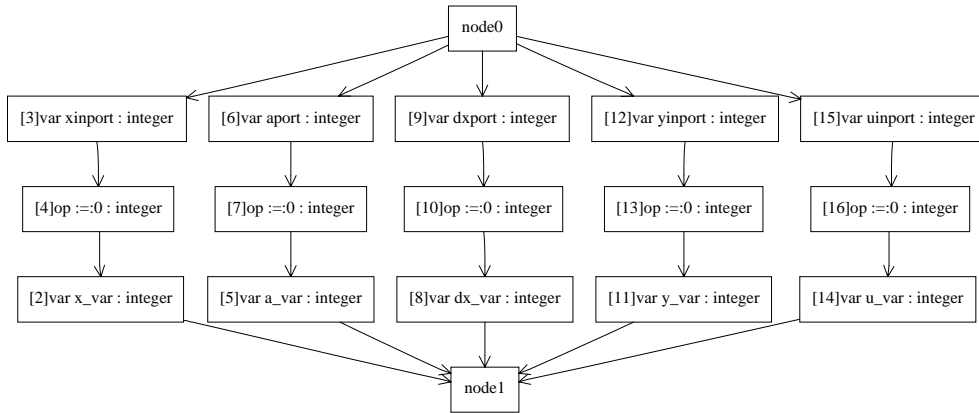 node0
[3]var xinport : integer
[6]var aport : integer
[9]var dxport : integer
[12]var yinport : integer
[15]var uinport : integer
[4]op :=:0 : integer
[7]op :=:0 : integer
[10]op :=:0 : integer
[13]op :=:0 : integer
[16]op :=:0 : integer
[2]var x_var : integer
[5]var a_var : integer
[8]var dx_var : integer
[11]var y_var : integer
[14]var u_var : integer
node1